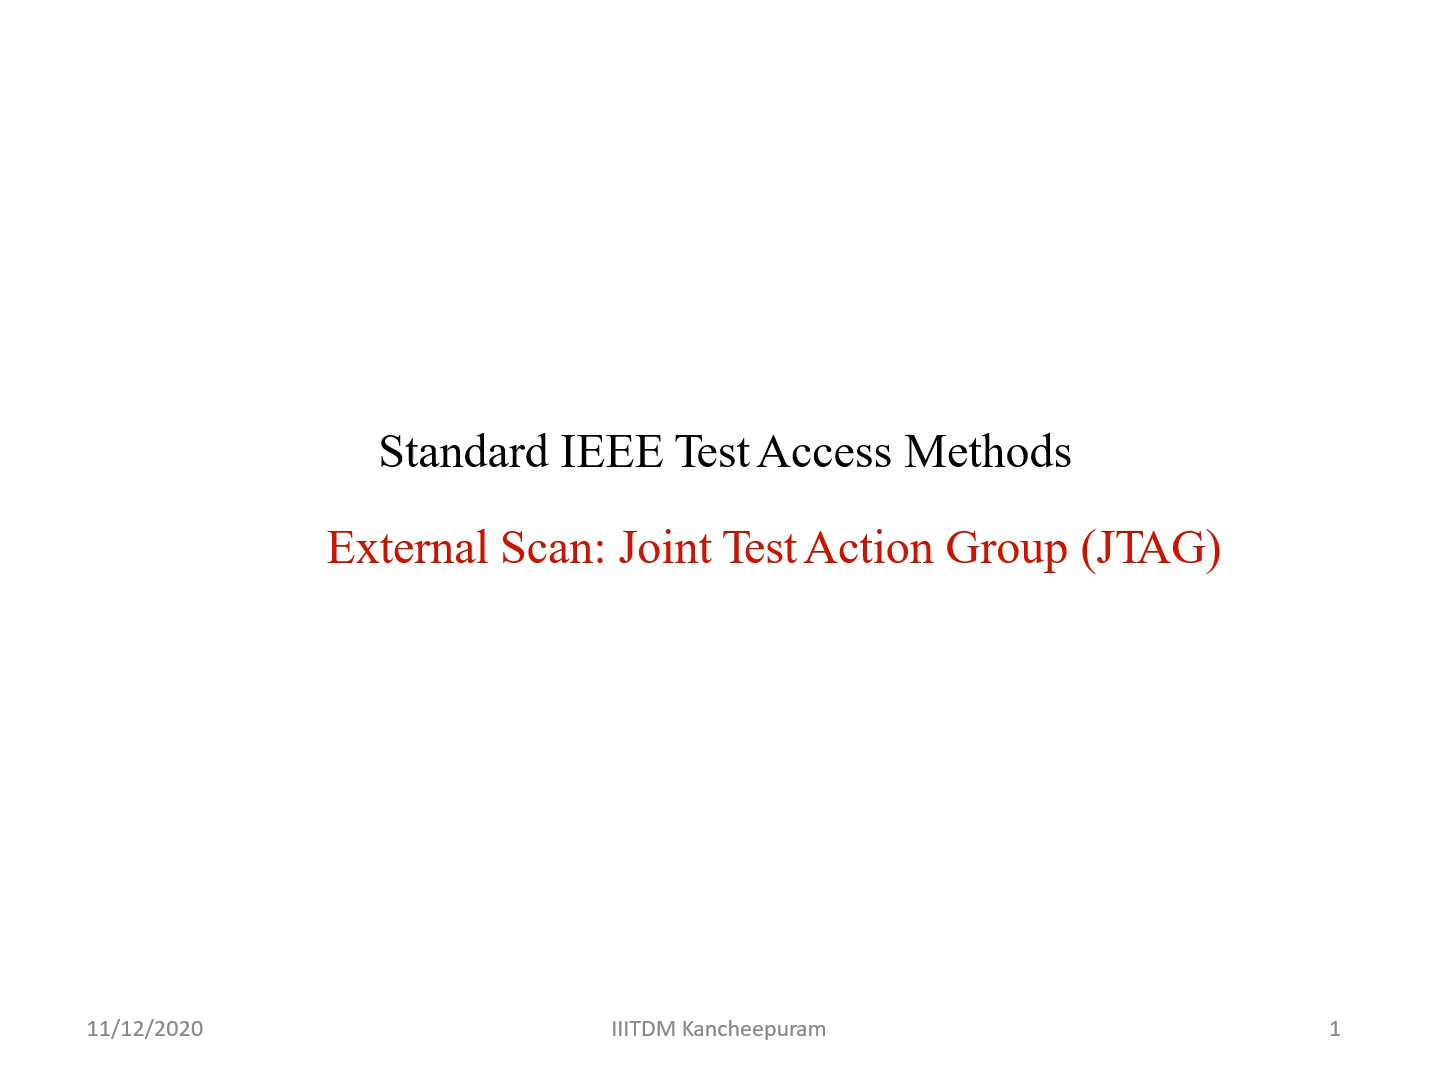 Standard IEEE Test Access Methods
External Scan: Joint Test Action Group (JTAG)
11/12/2020 IIITDM Kancheepuram 1